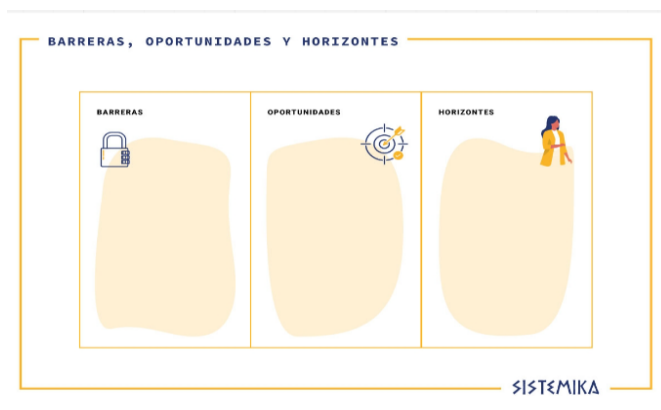 BARRERAS, OPORTUNIDADES Y HORIZONTES
BARRERAS
OPORTUNIDADES
HORIZONTES
SISTEMIKA